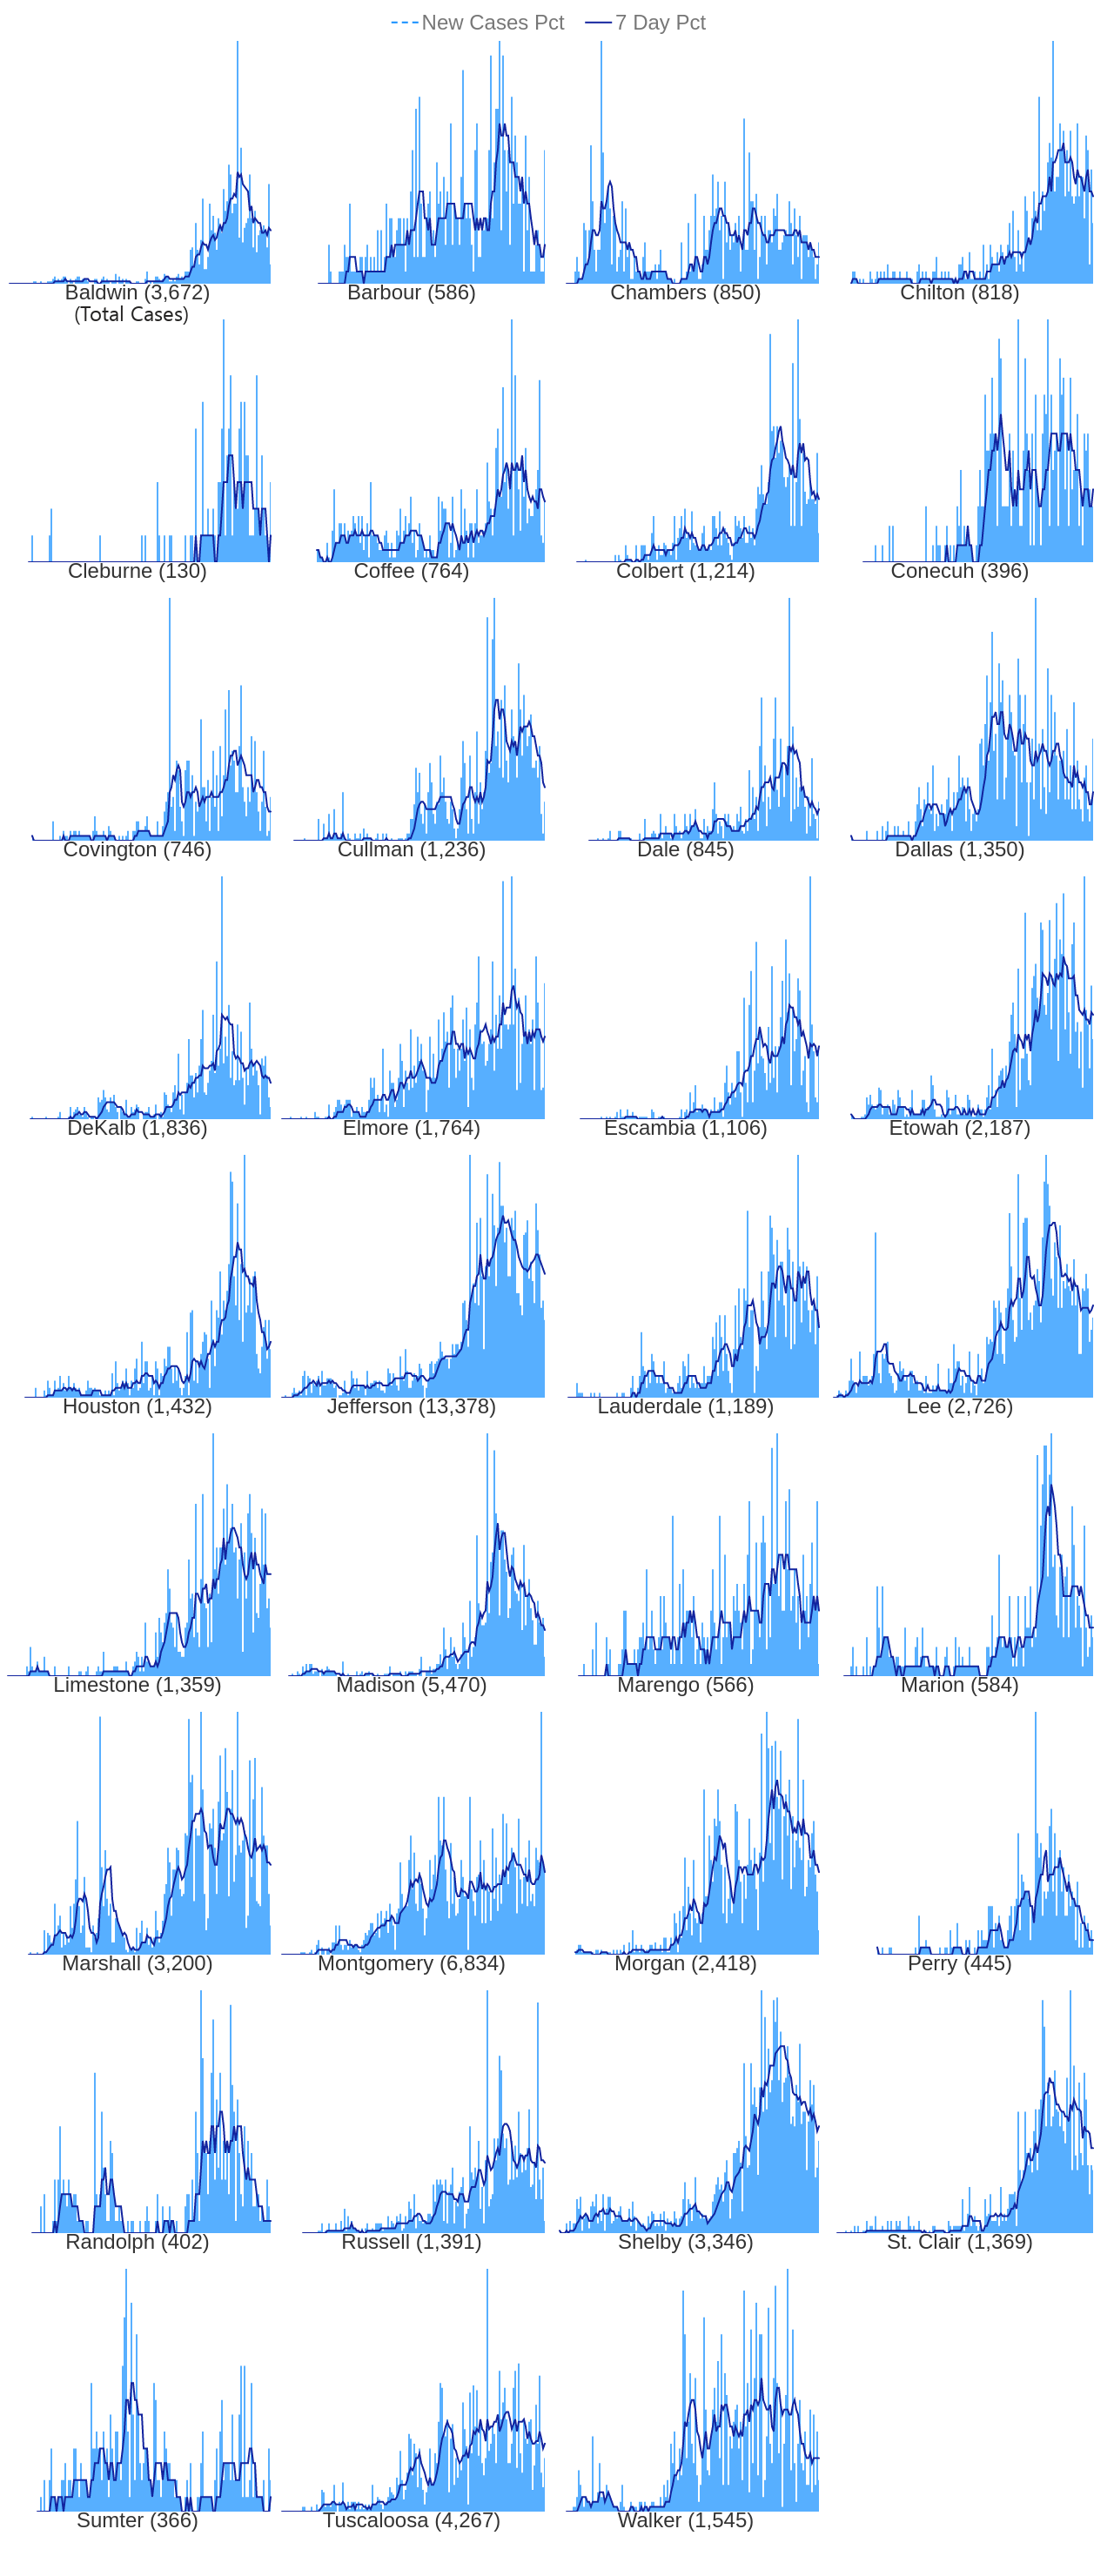 New Cases Pct 7 Day Pct
Baldwin (3,672) Barbour (586) Chambers (850) Chilton (818)
(Total Cases)
Cleburne (130) Coffee (764) Colbert (1,214) Conecuh (396)
Covington (746) Cullman (1,236) Dale (845) Dallas (1,350)
DeKalb (1,836) Elmore (1,764) Escambia (1,106) Etowah (2,187)
Houston (1,432) Jefferson (13,378) Lauderdale (1,189) Lee (2,726)
Limestone (1,359) Madison (5,470) Marengo (566) Marion (584)
Marshall (3,200) Montgomery (6,834) Morgan (2,418) Perry (445)
Randolph (402) Russell (1,391) Shelby (3,346) St. Clair (1,369)
Sumter (366) Tuscaloosa (4,267) Walker (1,545)